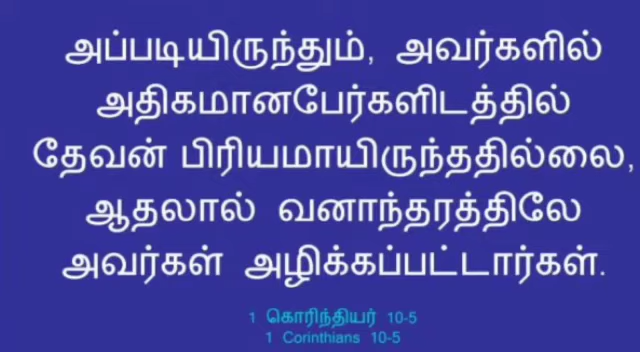 அப்படியிருந்தும், அவர்களில்
அதிகமானபேர்களிடத்தில்
தேவன் பிரியமாயிருந்ததில்லை,
ஆதலால் வனாந்தரத்திலே
அவர்கள் அழிக்கப்பட்டார்கள்.
1 கொரிந்தியர் 10-5
1 Corinthians 10-5